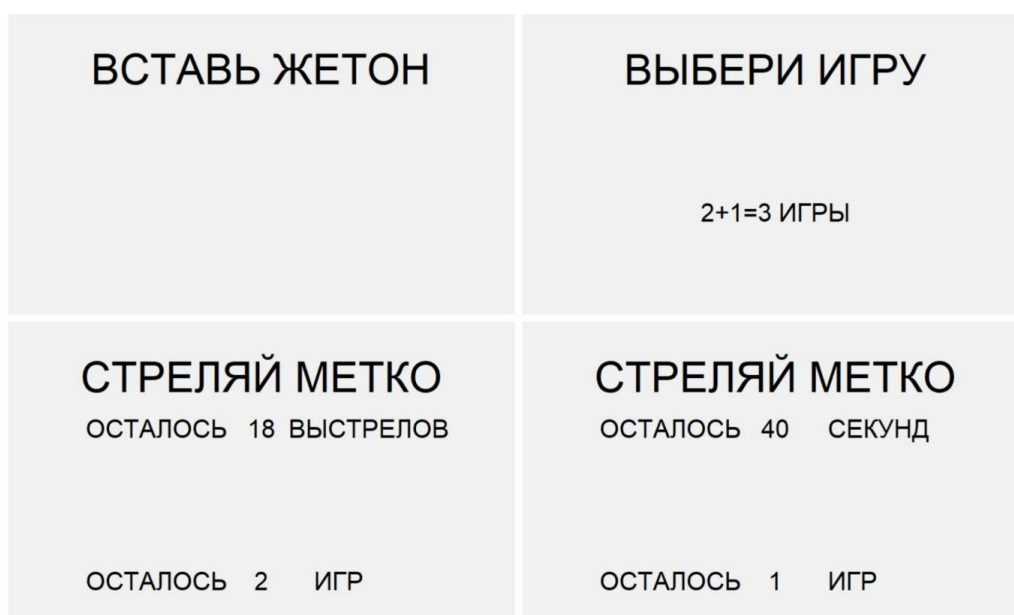 ВСТАВЬ ЖЕТОН
ВЫБЕРИ ИГРУ
2+1=3 ИГРЫ
СТРЕЛЯЙ МЕТКО
ОСТАЛОСЬ 18 ВЫСТРЕЛОВ
ОСТАЛОСЬ 2 ИГР
СТРЕЛЯЙ МЕТКО
ОСТАЛОСЬ 40 СЕКУНД
ОСТАЛОСЬ 1 ИГР